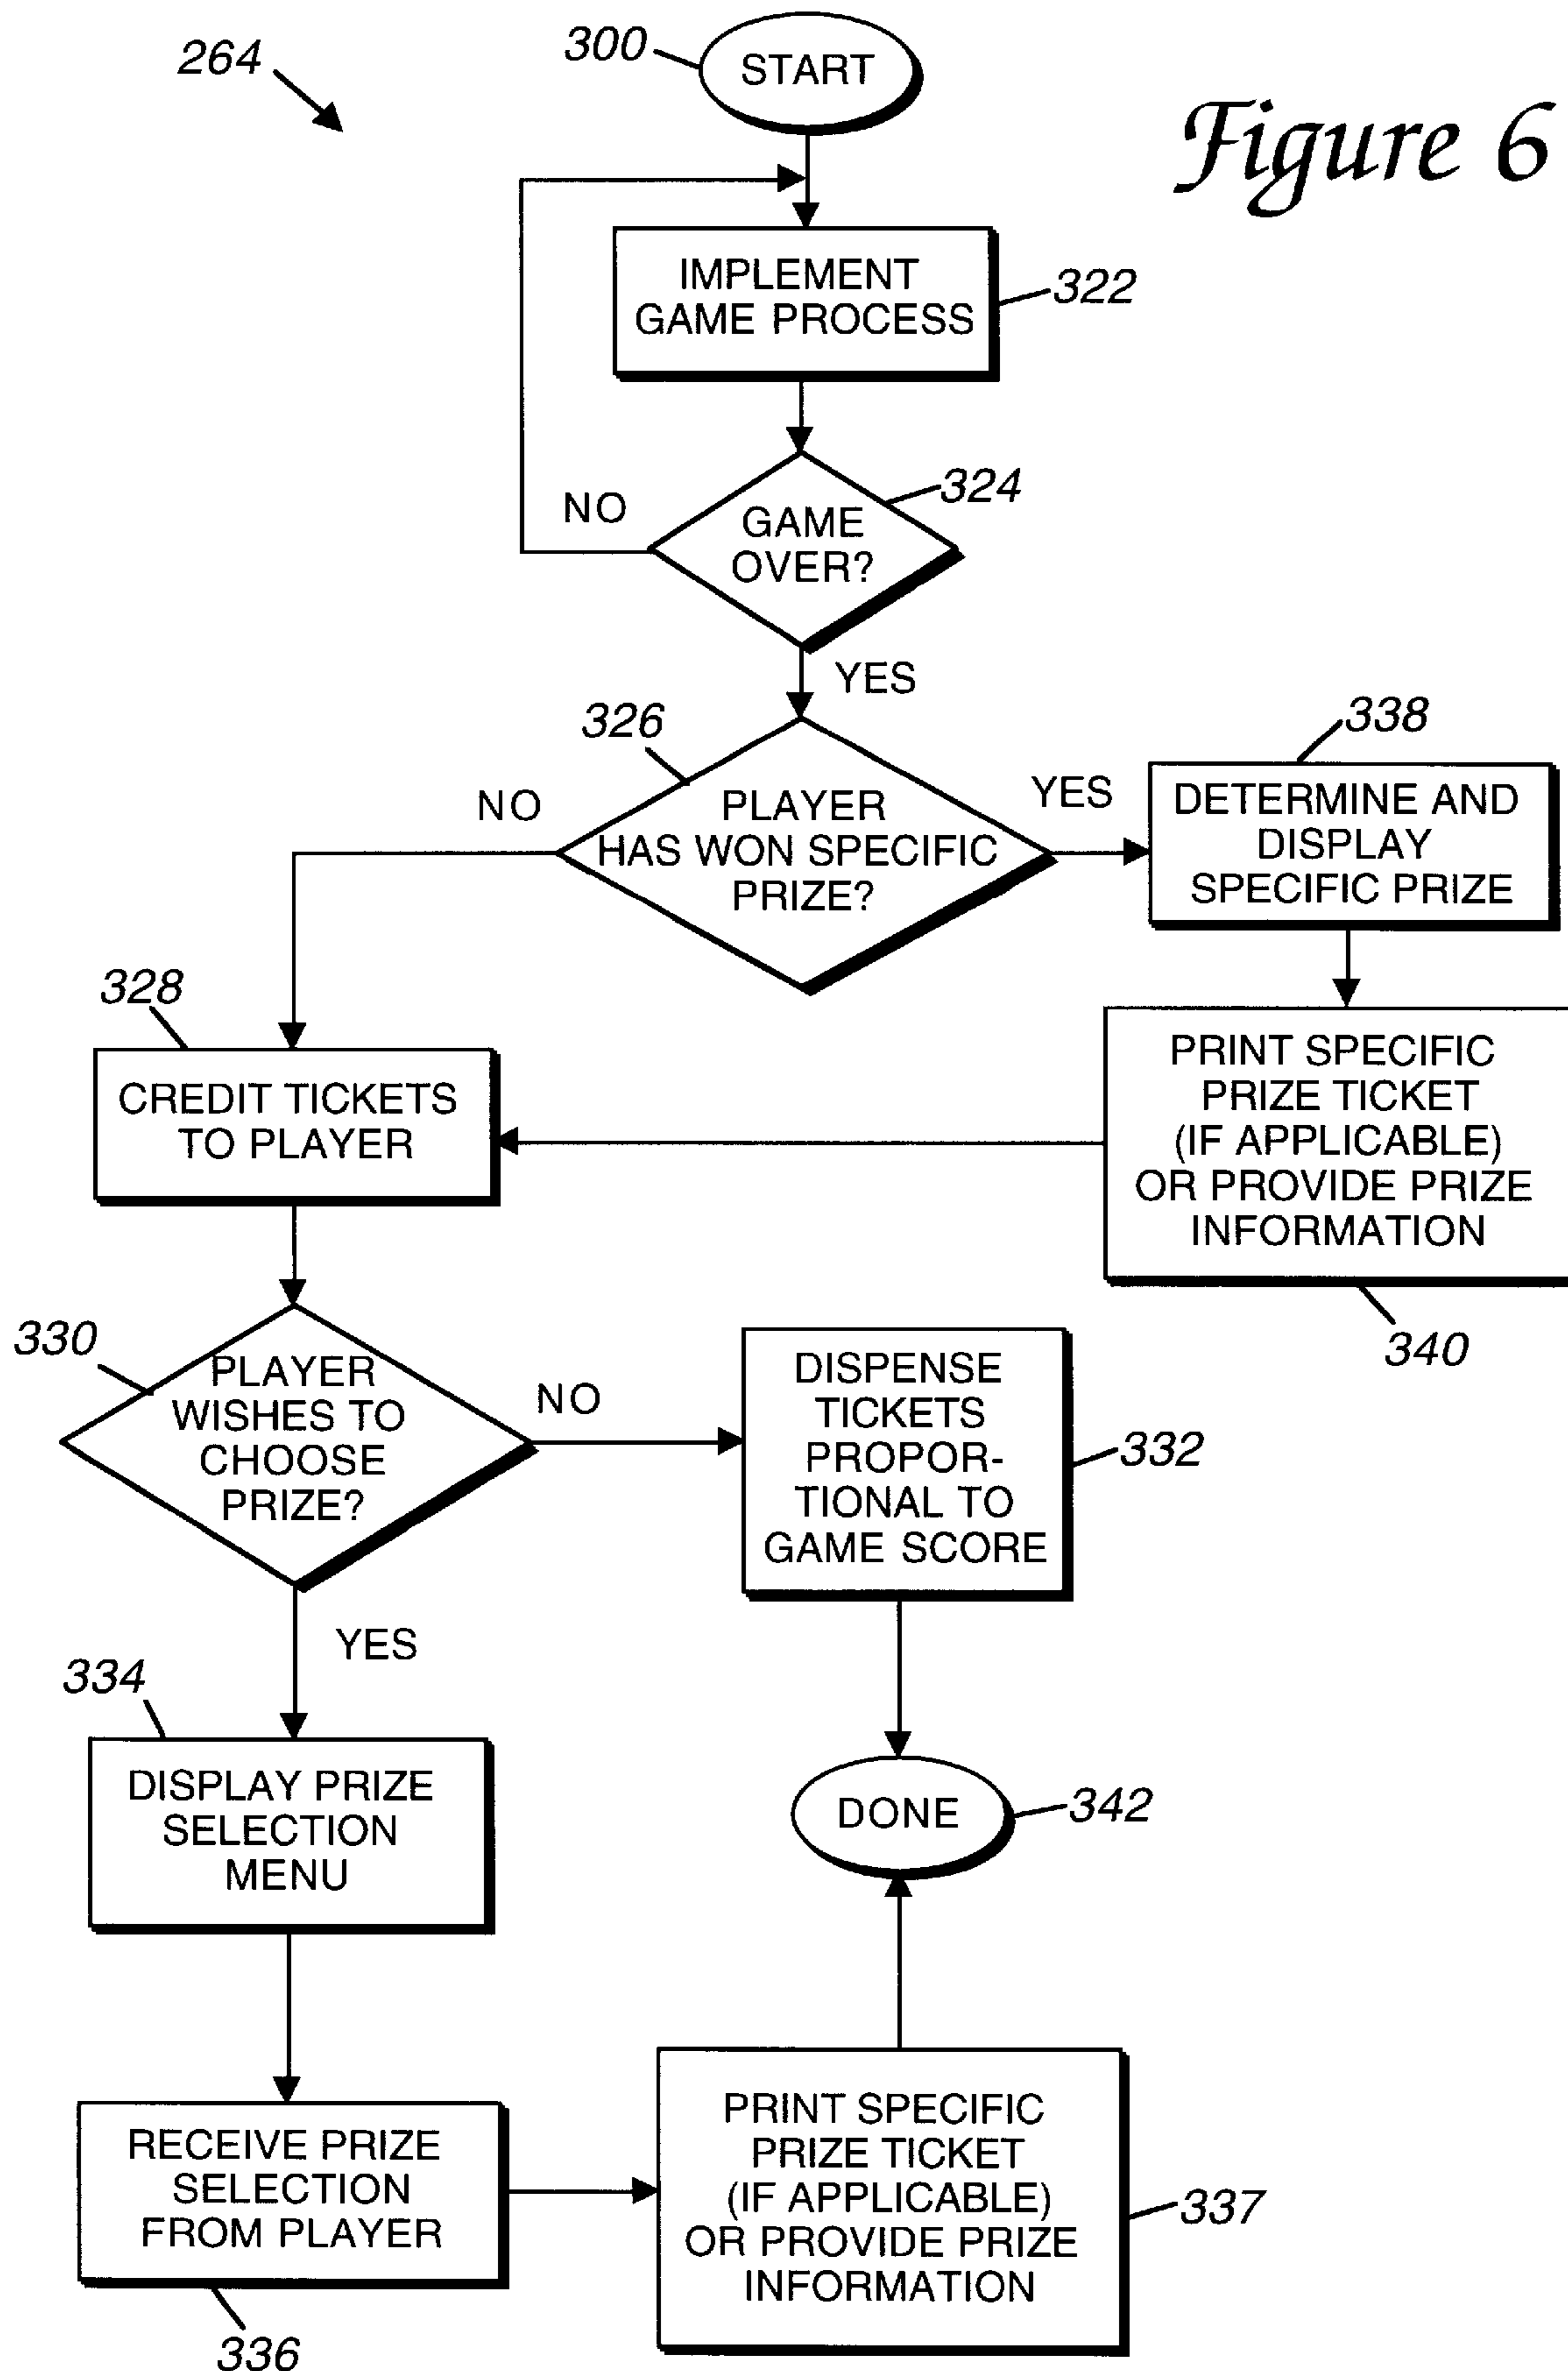 264
300
START
Figure 6
IMPLEMENT
GAME PROCESS
322
GAME
OVER?
324
NO
YES
326
PLAYER
HAS WON SPECIFIC
PRIZE?
NO
YES
338
DETERMINE AND
DISPLAY
SPECIFIC PRIZE
328
CREDIT TICKETS
TO PLAYER
PRINT SPECIFIC
PRIZE TICKET
(IF APPLICABLE)
OR PROVIDE PRIZE
INFORMATION
340
330
PLAYER
WISHES TO
CHOOSE
PRIZE?
NO
DISPENSE
TICKETS
PROPOR-
TIONAL TO
GAME SCORE
332
YES
334
DISPLAY PRIZE
SELECTION
MENU
DONE
342
RECEIVE PRIZE
SELECTION
FROM PLAYER
336
PRINT SPECIFIC
PRIZE TICKET
(IF APPLICABLE)
OR PROVIDE PRIZE
INFORMATION
337